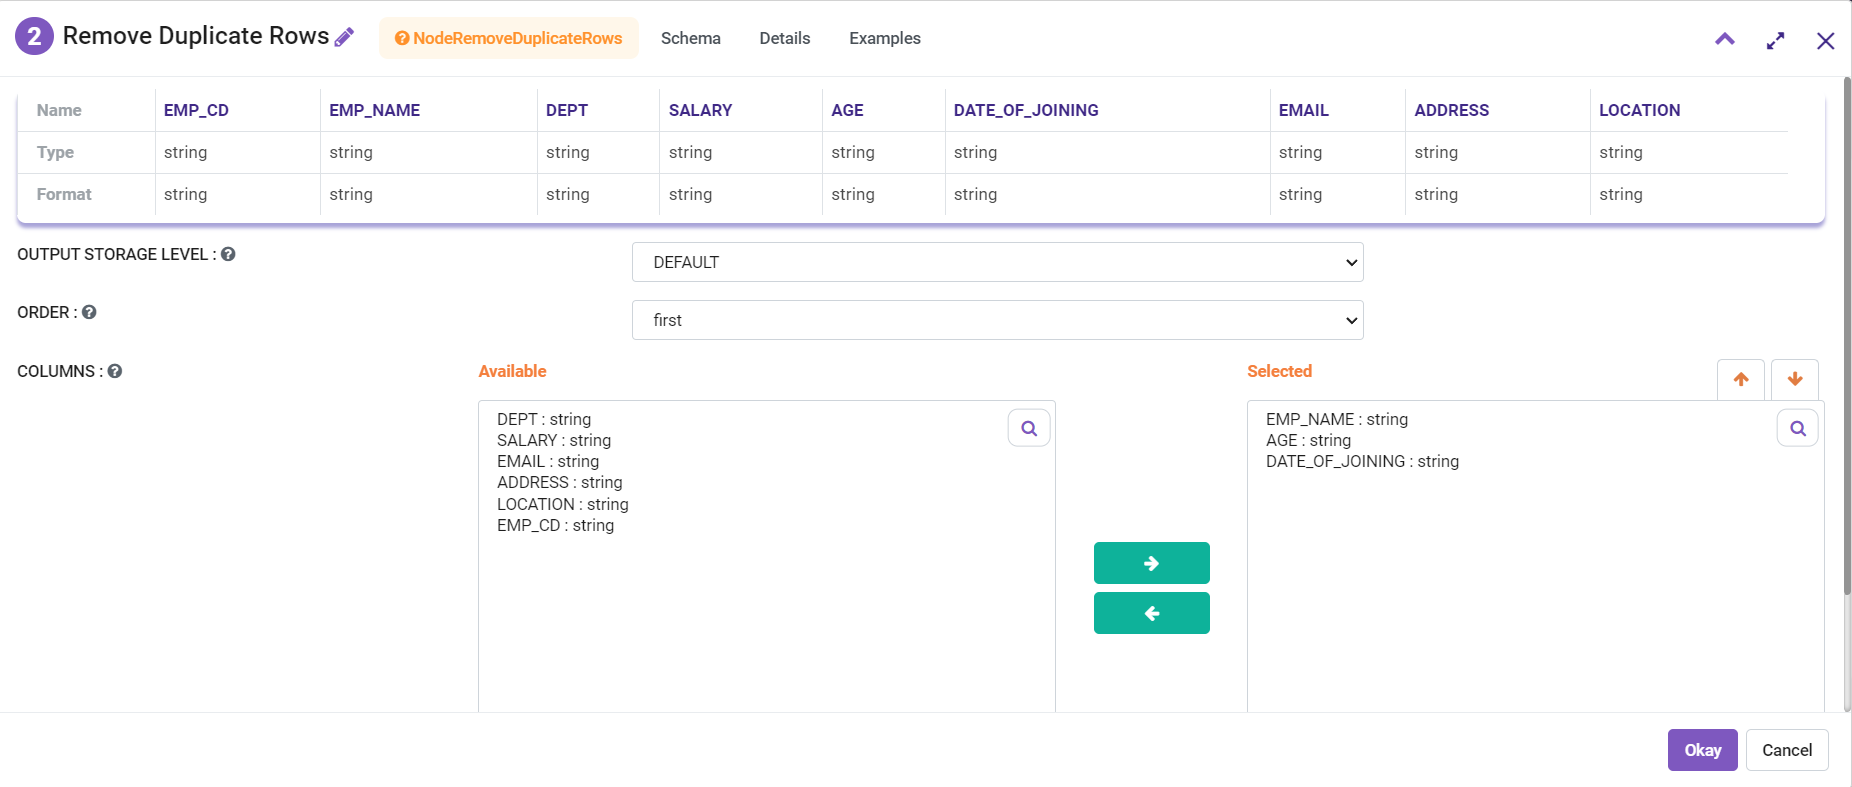 2 Remove Duplicate Rows NodeRemoveDuplicateRows Schema Details Examples
Name EMP_CD EMP_NAME DEPT SALARY AGE DATE_OF_JOINING EMAIL ADDRESS LOCATION
Type string string string string string string string string string
Format string string string string string string string string string
OUTPUT STORAGE LEVEL : DEFAULT
ORDER : first
COLUMNS : Available Selected
DEPT : string
SALARY : string
EMAIL : string
ADDRESS : string
LOCATION : string
EMP_CD : string
EMP_NAME : string
AGE : string
DATE_OF_JOINING : string
Okay Cancel